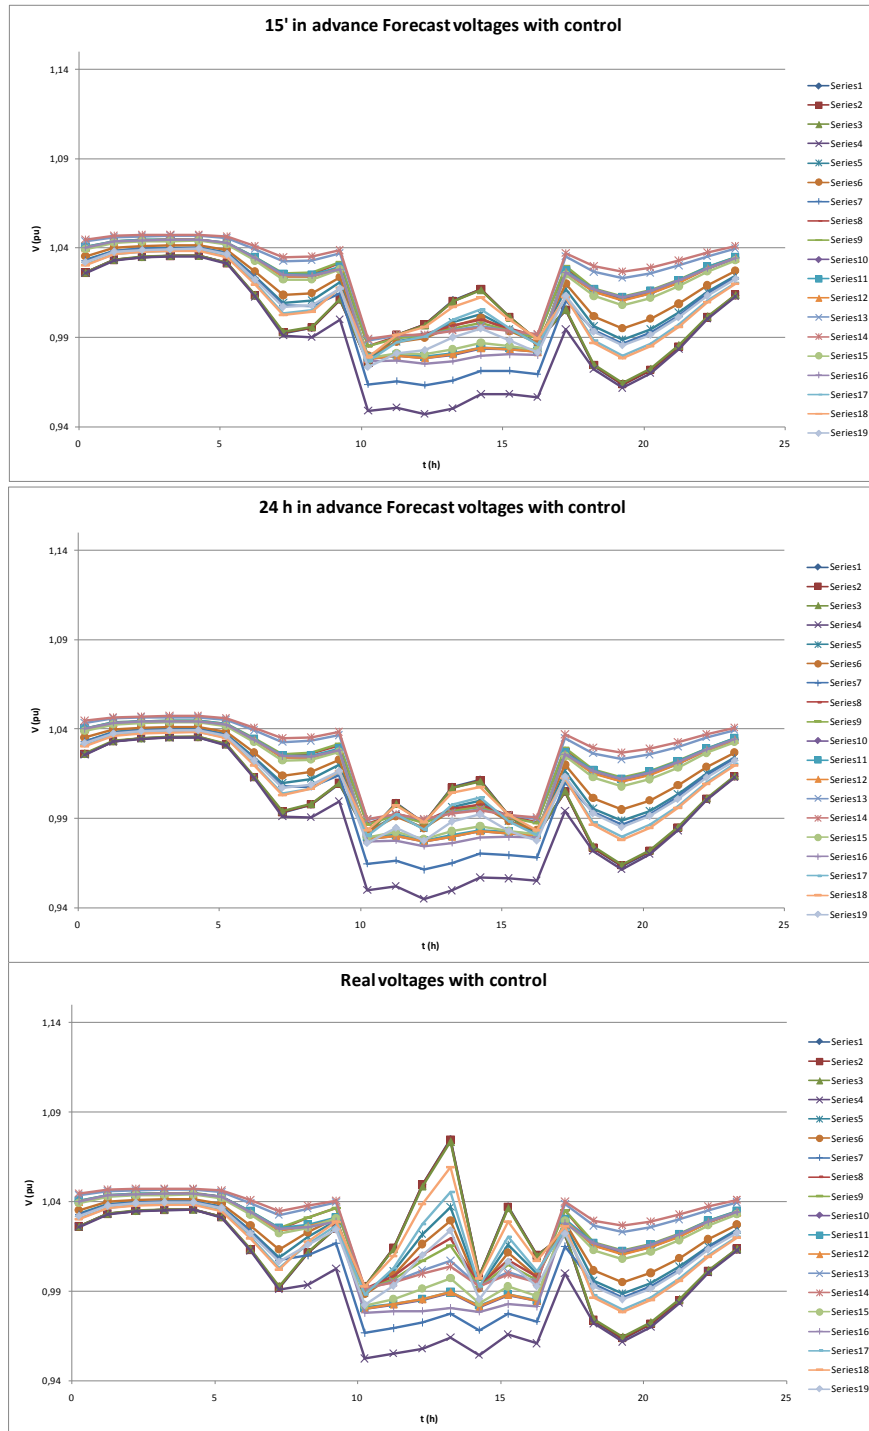 15' in advance Forecast voltages with control
1,14
1,09
1,04
0,99
0,94
V (pu)
0
5
10
15
20
25
t (h)
Series1
Series2
Series3
Series4
Series5
Series6
Series7
Series8
Series9
Series10
Series11
Series12
Series13
Series14
Series15
Series16
Series17
Series18
Series19
24 h in advance Forecast voltages with control
1,14
1,09
1,04
0,99
0,94
V (pu)
0
5
10
15
20
25
t (h)
Series1
Series2
Series3
Series4
Series5
Series6
Series7
Series8
Series9
Series10
Series11
Series12
Series13
Series14
Series15
Series16
Series17
Series18
Series19
Real voltages with control
1,14
1,09
1,04
0,99
0,94
V (pu)
0
5
10
15
20
25
t (h)
Series1
Series2
Series3
Series4
Series5
Series6
Series7
Series8
Series9
Series10
Series11
Series12
Series13
Series14
Series15
Series16
Series17
Series18
Series19